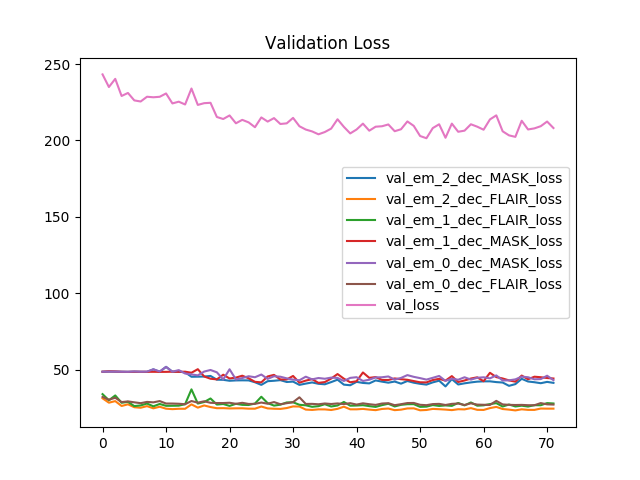 Validation Loss
250
200
150
100
50
0
10
20
30
40
50
60
70
val_em_2_dec_MASK_loss
val_em_2_dec_FLAIR_loss
val_em_1_dec_FLAIR_loss
val_em_1_dec_MASK_loss
val_em_0_dec_MASK_loss
val_em_0_dec_FLAIR_loss
val_loss